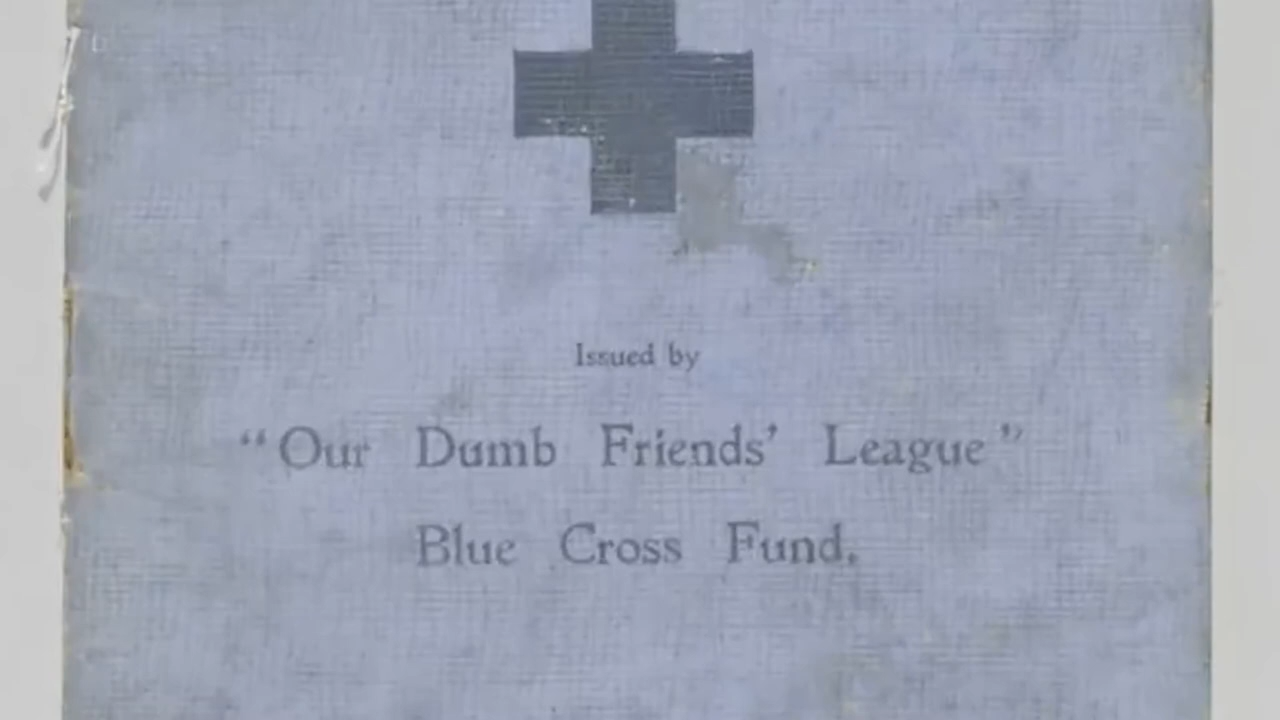 Issued by
“Our Dumb Friends’ League”
Blue Cross Fund.